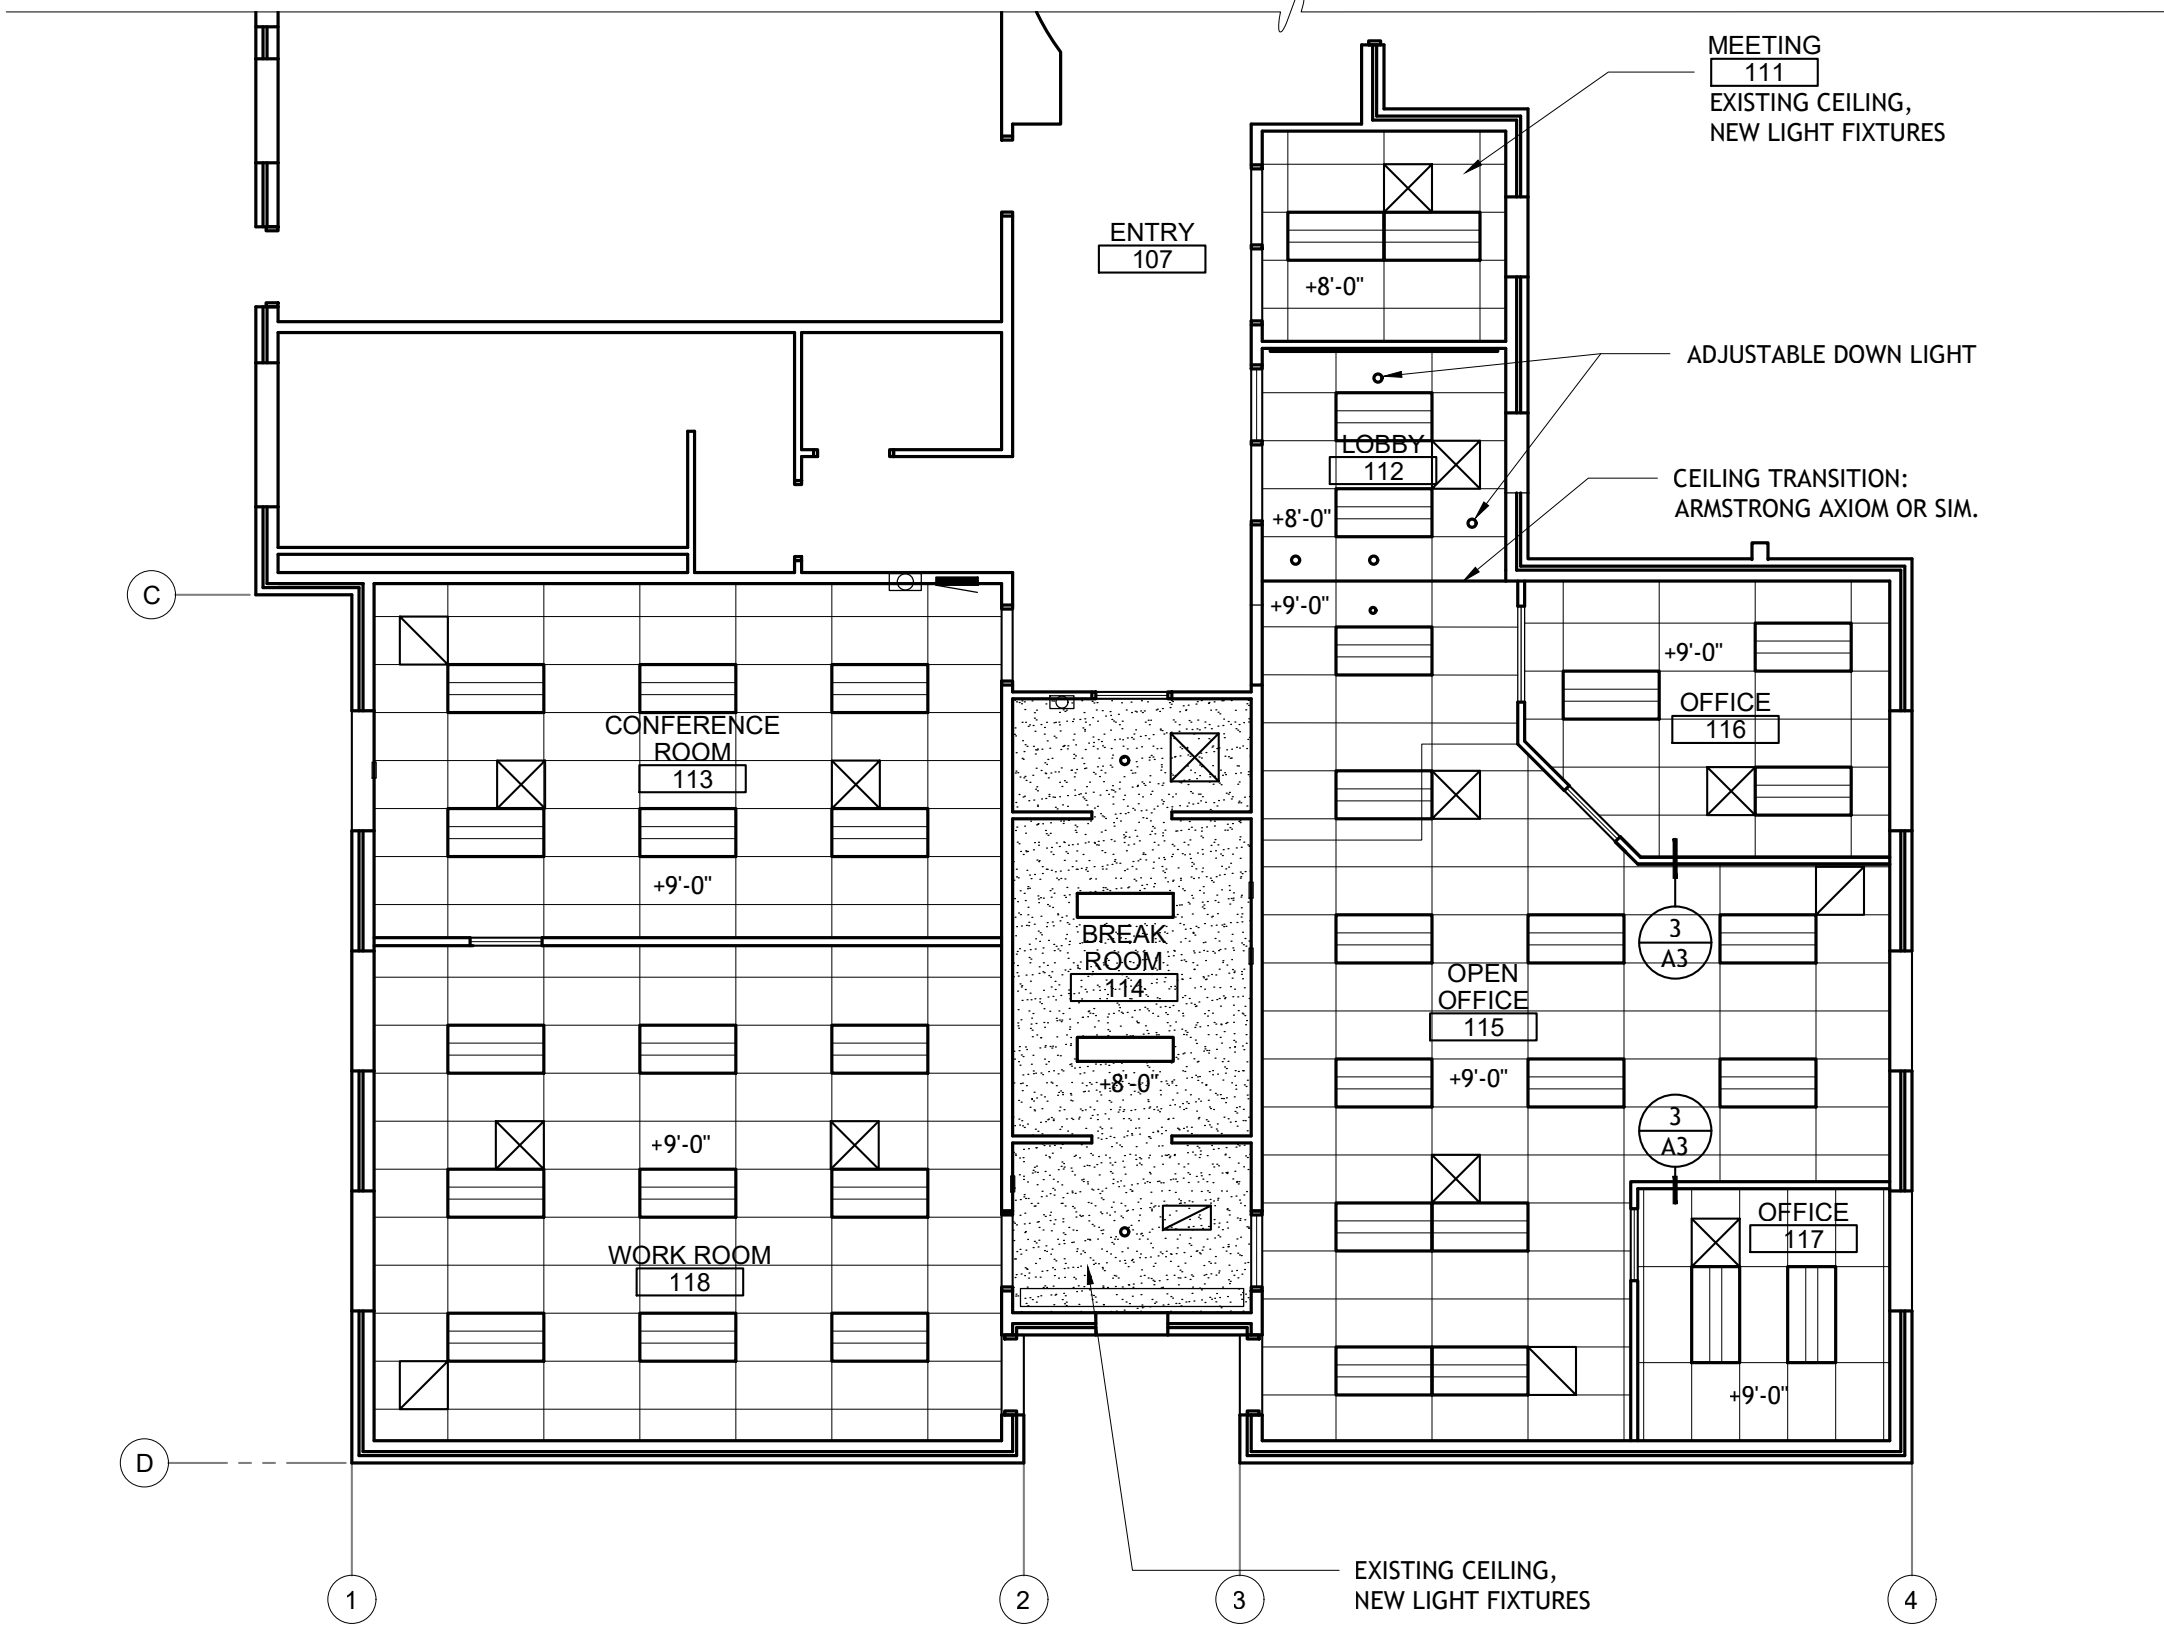 MEETING
111
EXISTING CEILING,
NEW LIGHT FIXTURES
ENTRY
107
+8'-0"
ADJUSTABLE DOWN LIGHT
LOBBY
112
CEILING TRANSITION:
ARMSTRONG AXIOM OR SIM.
+8'-0"
C
+9'-0"
+9'-0"
OFFICE
116
CONFERENCE
ROOM
113
+9'-0"
BREAK
ROOM
114
3
A3
OPEN
OFFICE
115
+8'-0"
+9'-0"
3
A3
+9'-0"
OFFICE
117
WORK ROOM
118
+9'-0"
D
EXISTING CEILING,
NEW LIGHT FIXTURES
1
2
3
4